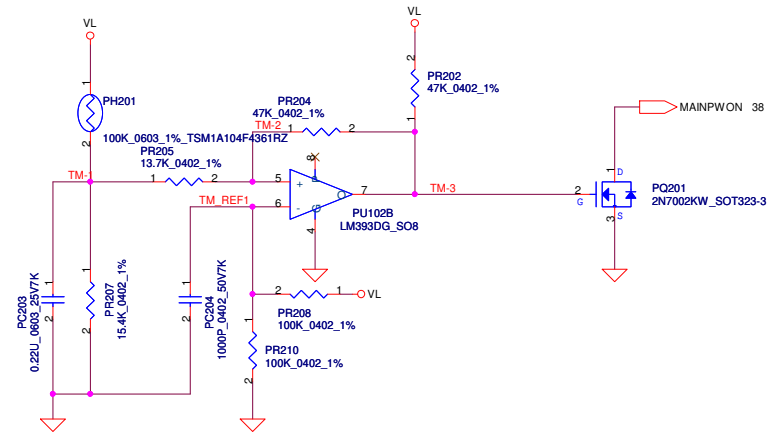 VL
VL
1
PH201
2
100K_0603_1%_TSM1A104F4361RZ
PR204
47K_0402_1%
TM-2
1
2
2
PR202
47K_0402_1%
1
MAINPWON 38
PR205
13.7K_0402_1%
TM-1
1
2
8
P
5
+
6
-
O
7
G
4
PU102B
LM393DG_SO8
TM-3
TM_REF1
2
G
1
D
3
S
PQ201
2N7002KW_SOT323-3
1
PC203
0.22U_0603_25V7K
2
1
PR207
15.4K_0402_1%
2
1
PC204
1000P_0402_50V7K
2
2
1
VL
PR208
100K_0402_1%
1
PR210
100K_0402_1%
2